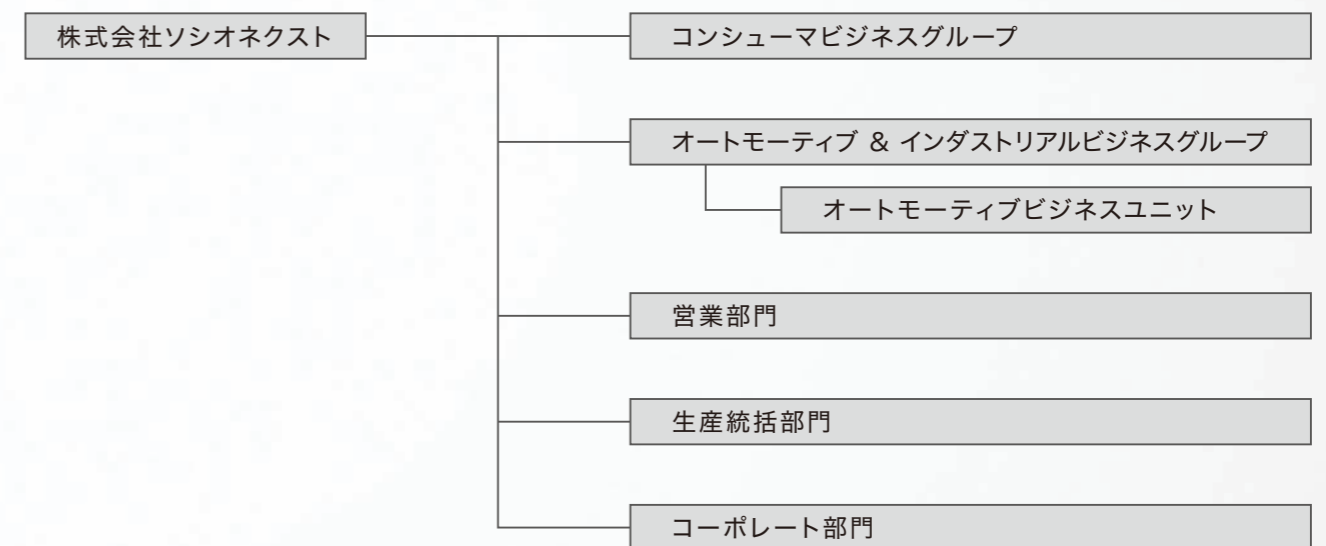 株式会社ソシオネクスト
コンシューマビジネスグループ
オートモーティブ & インダストリアルビジネスグループ
オートモーティブビジネスユニット
営業部門
生産統括部門
コーポレート部門